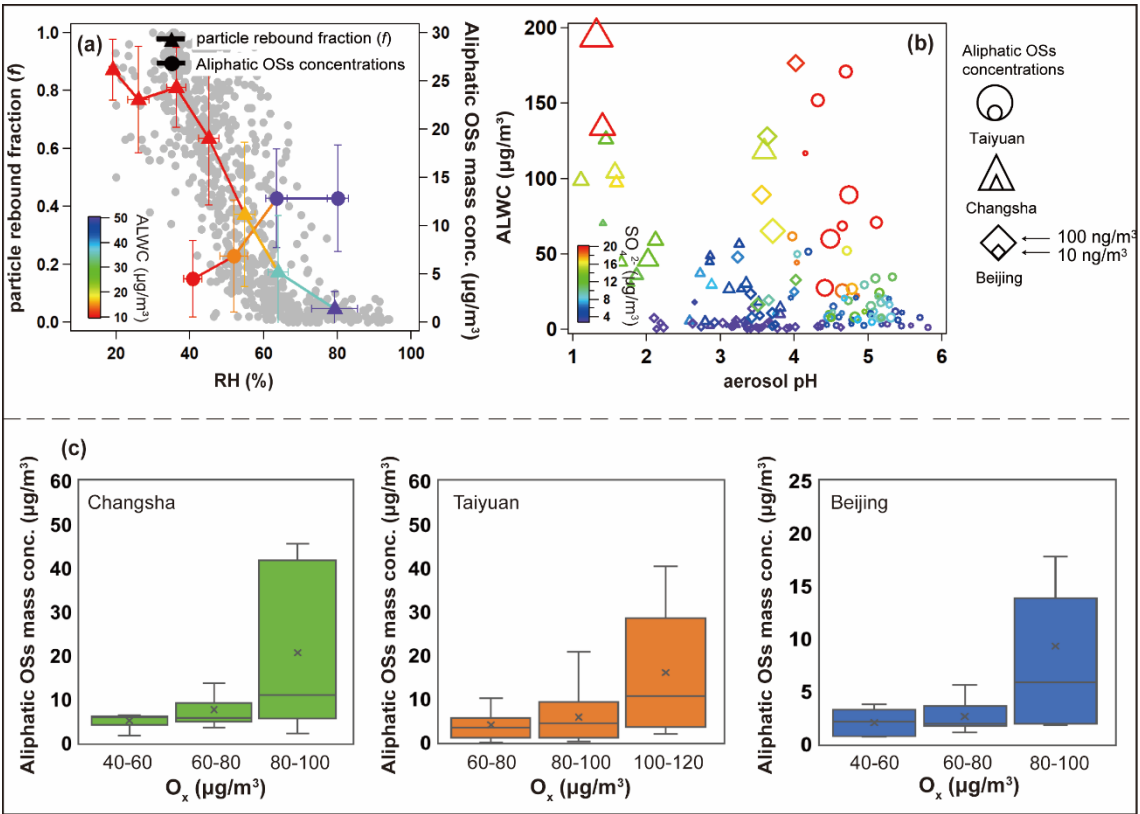 (a)
particle rebound fraction (f)
Aliphatic OSs concentrations
1.0
0.8
0.6
0.4
0.2
0.0
particle rebound fraction (f)
30
25
20
15
10
5
0
Aliphatic OSs mass conc. (μg/m³)
50
40
30
20
10
ALWC (μg/m³)
20
40
60
80
100
RH (%)
(b)
200
150
100
50
0
ALWC (μg/m³)
20
16
12
8
4
SO₄²⁻ (μg/m³)
1
2
3
4
5
6
aerosol pH
Aliphatic OSs
concentrations
Taiyuan
Changsha
100 ng/m³
10 ng/m³
Beijing
(c)
Changsha
60
50
40
30
20
10
0
Aliphatic OSs mass conc. (μg/m³)
40-60
60-80
80-100
Oₓ (μg/m³)
Taiyuan
60
50
40
30
20
10
0
Aliphatic OSs mass conc. (μg/m³)
60-80
80-100
100-120
Oₓ (μg/m³)
Beijing
25
20
15
10
5
0
Aliphatic OSs mass conc. (μg/m³)
40-60
60-80
80-100
Oₓ (μg/m³)